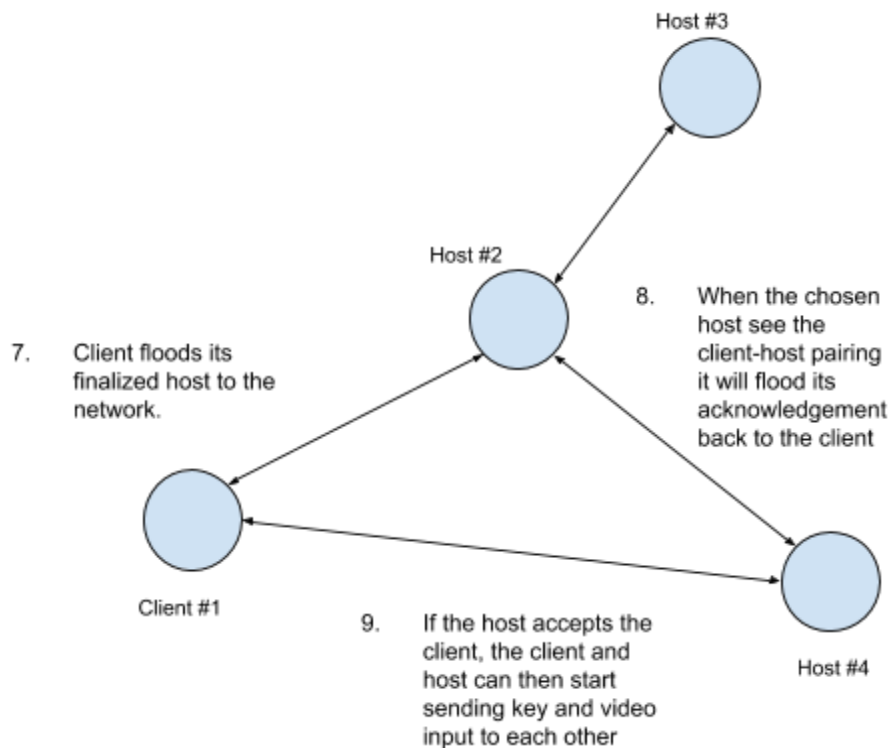 Host #3
Host #2
8. When the chosen
host see the
client-host pairing
it will flood its
acknowledgement
back to the client
7. Client floods its
finalized host to the
network.
Client #1
9. If the host accepts the
client, the client and
host can then start
sending key and video
input to each other
Host #4